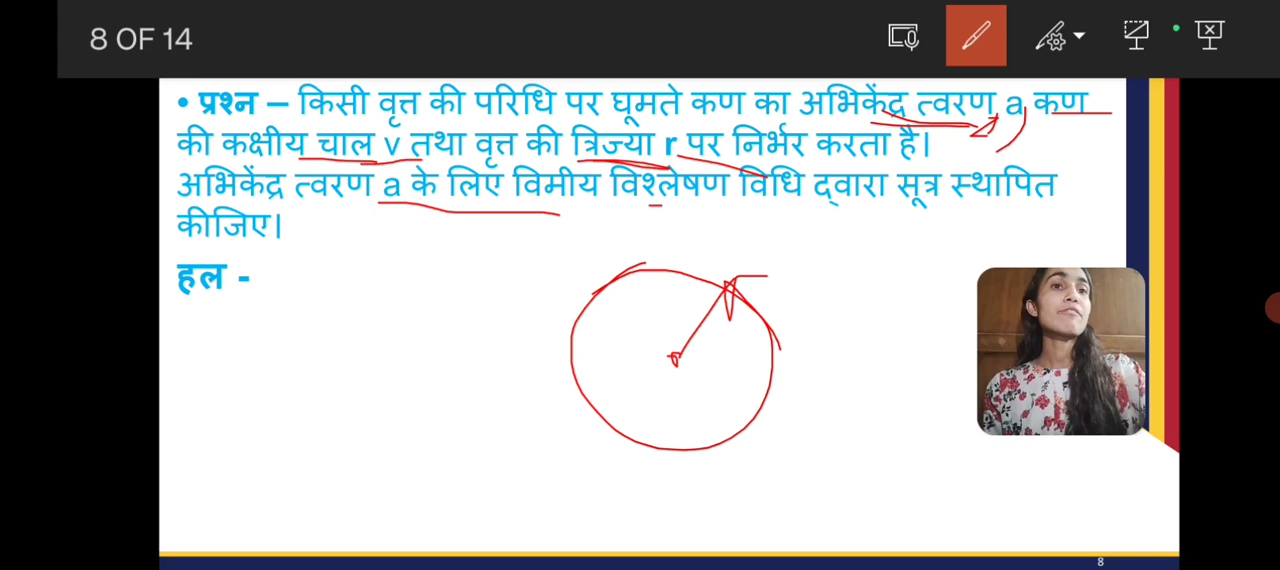 8 OF 14
• प्रश्न – किसी वृत्त की परिधि पर घूमते कण का अभिकेंद्र त्वरण a कण
की कक्षीय चाल v तथा वृत्त की त्रिज्या r पर निर्भर करता है।
अभिकेंद्र त्वरण a के लिए विमीय विश्लेषण विधि द्वारा सूत्र स्थापित
कीजिए।
हल -
8